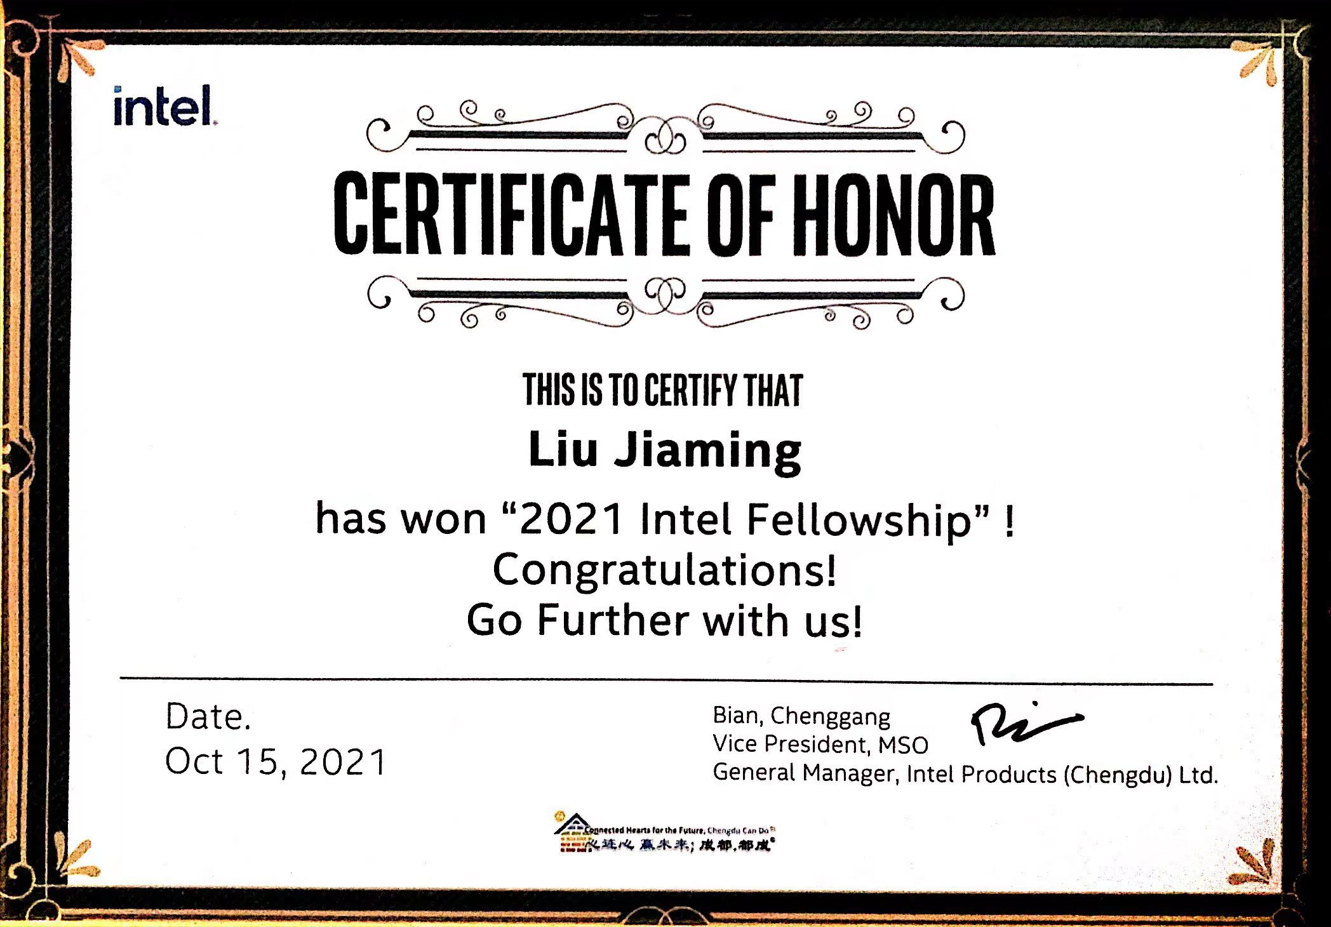 intel.
CERTIFICATE OF HONOR
THIS IS TO CERTIFY THAT
Liu Jiaming
has won “2021 Intel Fellowship” !
Congratulations!
Go Further with us!
Date.
Oct 15, 2021
Bian, Chenggang
Vice President, MSO
General Manager, Intel Products (Chengdu) Ltd.
Connected Hearts for the Future, Chengdu Can Do
心连心 赢未来; 成都,都成